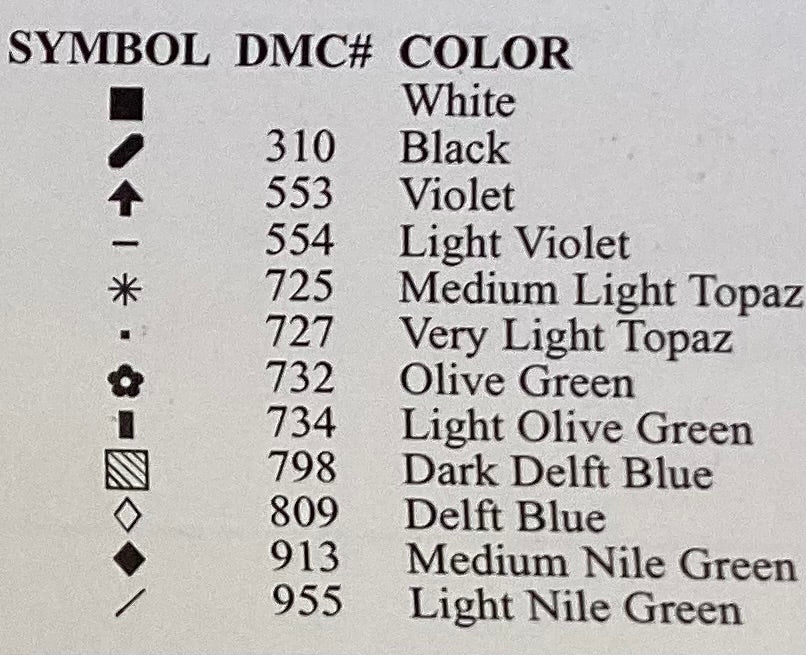 SYMBOL DMC# COLOR
■ White
310 Black
553 Violet
– 554 Light Violet
✳ 725 Medium Light Topaz
▪ 727 Very Light Topaz
✿ 732 Olive Green
▮ 734 Light Olive Green
▨ 798 Dark Delft Blue
◇ 809 Delft Blue
◆ 913 Medium Nile Green
/ 955 Light Nile Green